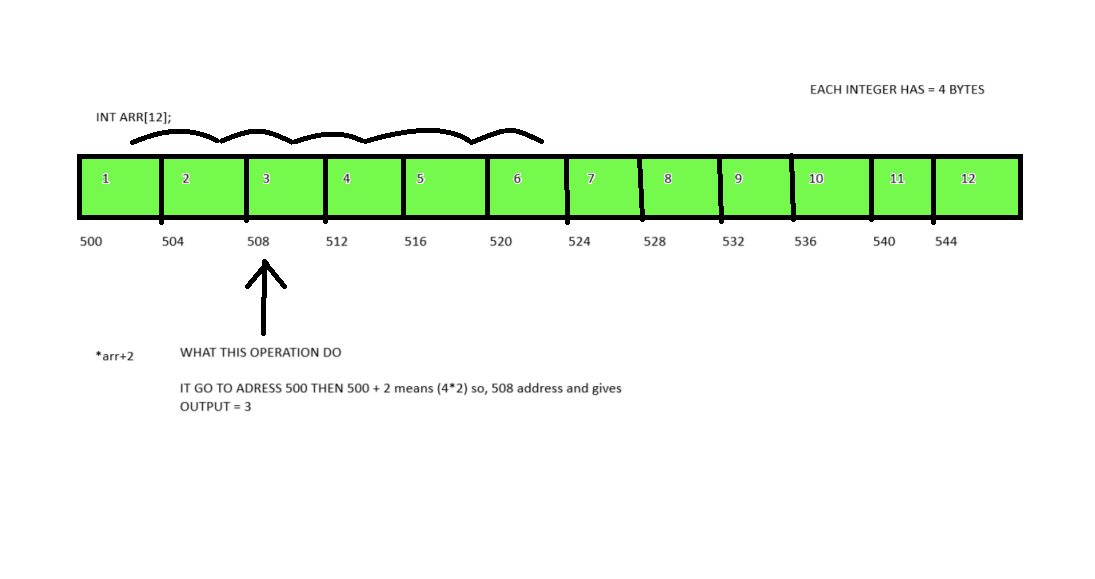 EACH INTEGER HAS = 4 BYTES
INT ARR[12];
1 2 3 4 5 6 7 8 9 10 11 12
500 504 508 512 516 520 524 528 532 536 540 544
*arr+2 WHAT THIS OPERATION DO
IT GO TO ADRESS 500 THEN 500 + 2 means (4*2) so, 508 address and gives
OUTPUT = 3